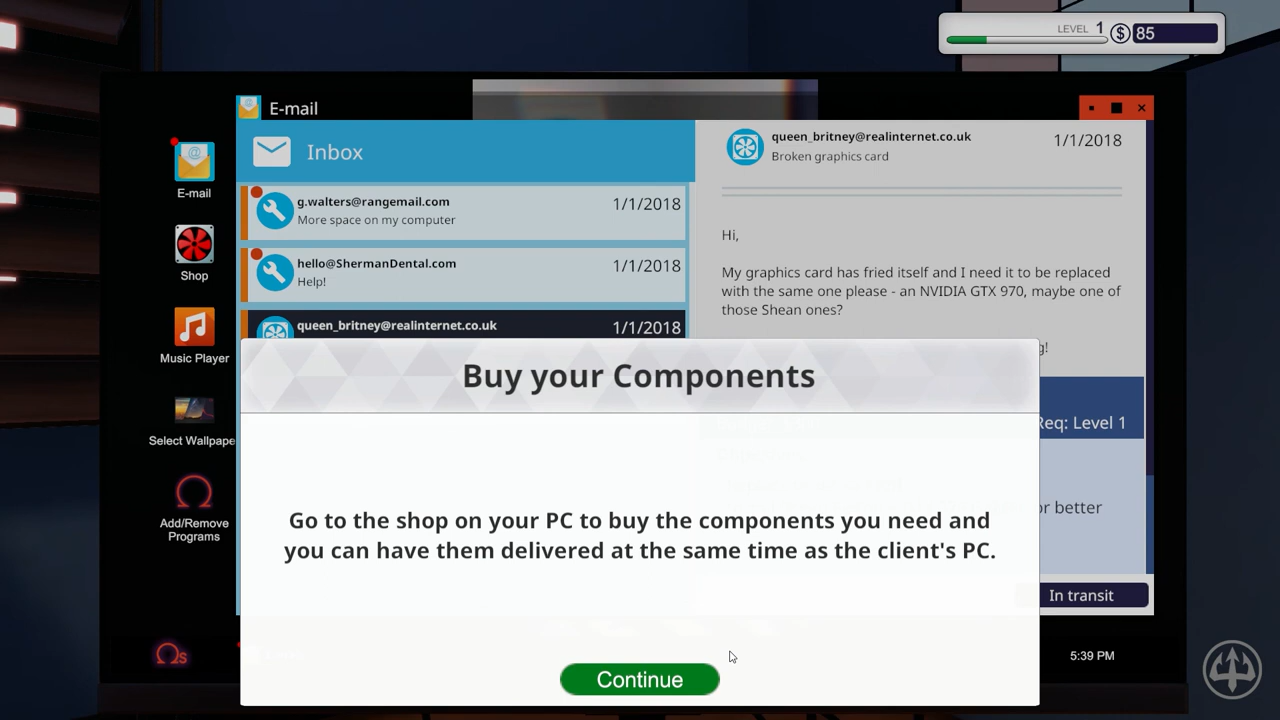 LEVEL 1 $ 85
E-mail
Inbox
g.walters@rangemail.com 1/1/2018
More space on my computer
hello@ShermanDental.com 1/1/2018
Help!
queen_britney@realinternet.co.uk 1/1/2018
queen_britney@realinternet.co.uk 1/1/2018
Broken graphics card
Hi,
My graphics card has fried itself and I need it to be replaced
with the same one please - an NVIDIA GTX 970, maybe one of
those Shean ones?
g!
Req: Level 1
or better
In transit
E-mail
Shop
Music Player
Select Wallpape
Add/Remove
Programs
Buy your Components
Go to the shop on your PC to buy the components you need and
you can have them delivered at the same time as the client's PC.
Continue
Ωs
5:39 PM